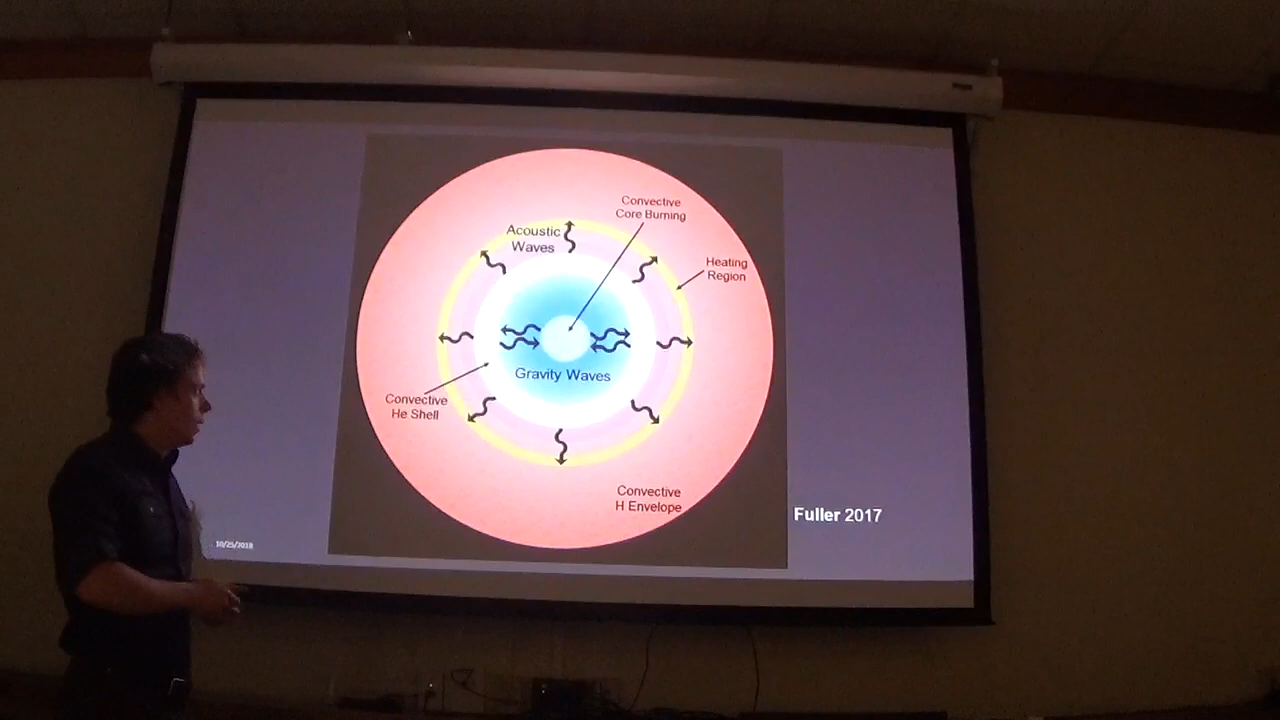 Convective
Core Burning
Acoustic
Waves
Heating
Region
Gravity Waves
Convective
He Shell
Convective
H Envelope
Fuller 2017
10/25/2018